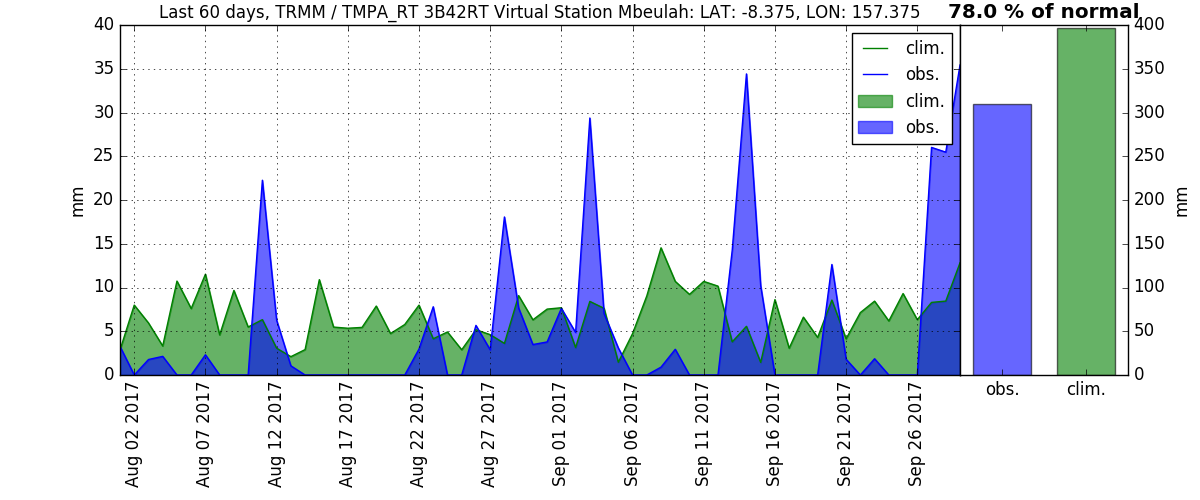 Last 60 days, TRMM / TMPA_RT 3B42RT Virtual Station Mbeulah: LAT: -8.375, LON: 157.375
78.0 % of normal
40
35
30
25
20
15
10
5
0
mm
clim.
obs.
clim.
obs.
400
350
300
250
200
150
100
50
0
mm
obs.
clim.
Aug 02 2017
Aug 07 2017
Aug 12 2017
Aug 17 2017
Aug 22 2017
Aug 27 2017
Sep 01 2017
Sep 06 2017
Sep 11 2017
Sep 16 2017
Sep 21 2017
Sep 26 2017